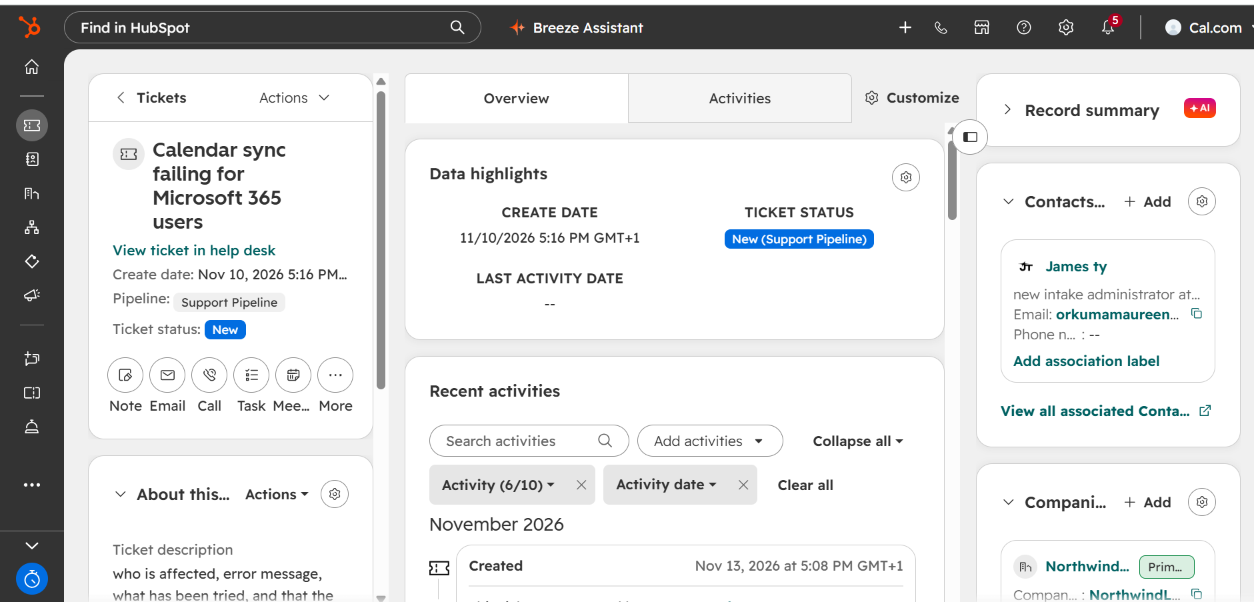 Find in HubSpot
Breeze Assistant
5
Cal.com
Tickets
Actions
Calendar sync
failing for
Microsoft 365
users
View ticket in help desk
Create date: Nov 10, 2026 5:16 PM...
Pipeline: Support Pipeline
Ticket status: New
Note Email Call Task Mee... More
About this... Actions
Ticket description
who is affected, error message,
what has been tried, and that the
Overview
Activities
Customize
Data highlights
CREATE DATE
11/10/2026 5:16 PM GMT+1
TICKET STATUS
New (Support Pipeline)
LAST ACTIVITY DATE
--
Recent activities
Search activities
Add activities
Collapse all
Activity (6/10)
Activity date
Clear all
November 2026
Created Nov 13, 2026 at 5:08 PM GMT+1
Record summary AI
Contacts... + Add
JT James ty
new intake administrator at...
Email: orkumamaureen...
Phone n... : --
Add association label
View all associated Conta...
Compani... + Add
Northwind... Prim...
Compan... : NorthwindL...